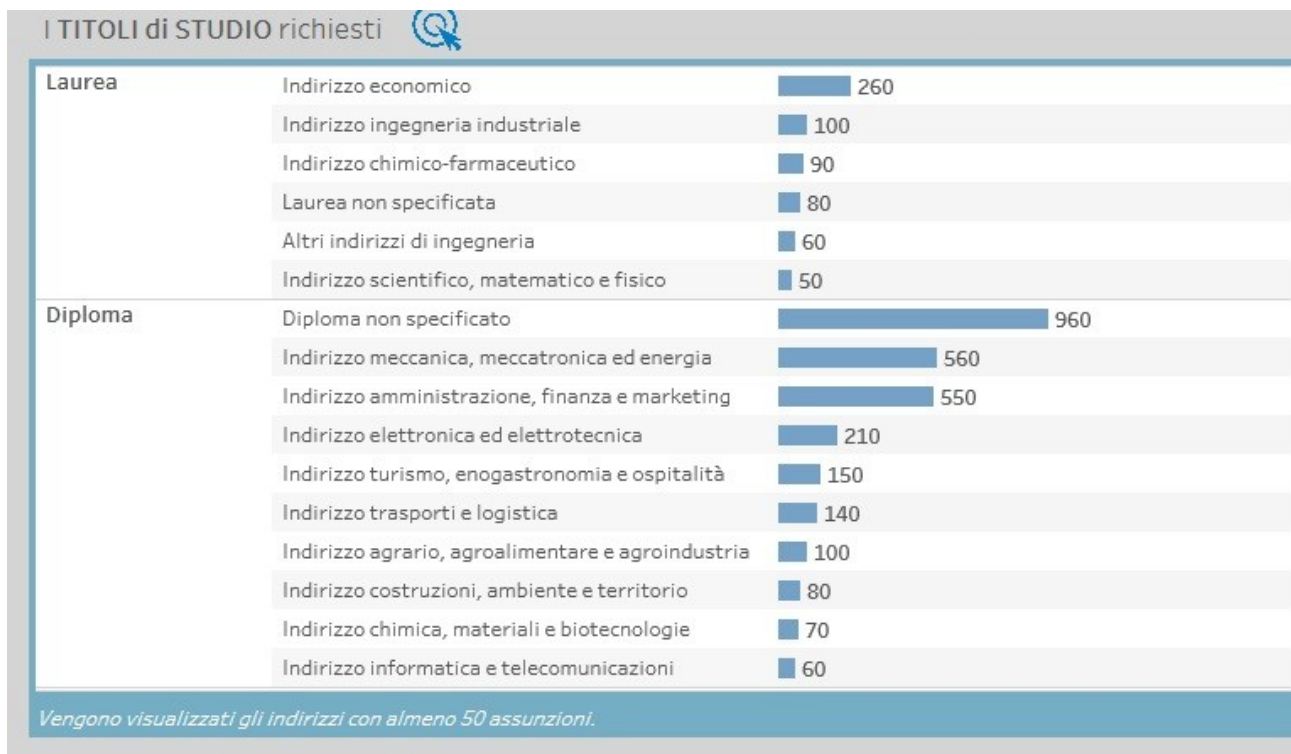 I TITOLI di STUDIO richiesti
Laurea Indirizzo economico 260
Indirizzo ingegneria industriale 100
Indirizzo chimico-farmaceutico 90
Laurea non specificata 80
Altri indirizzi di ingegneria 60
Indirizzo scientifico, matematico e fisico 50
Diploma Diploma non specificato 960
Indirizzo meccanica, meccatronica ed energia 560
Indirizzo amministrazione, finanza e marketing 550
Indirizzo elettronica ed elettrotecnica 210
Indirizzo turismo, enogastronomia e ospitalità 150
Indirizzo trasporti e logistica 140
Indirizzo agrario, agroalimentare e agroindustria 100
Indirizzo costruzioni, ambiente e territorio 80
Indirizzo chimica, materiali e biotecnologie 70
Indirizzo informatica e telecomunicazioni 60
Vengono visualizzati gli indirizzi con almeno 50 assunzioni.